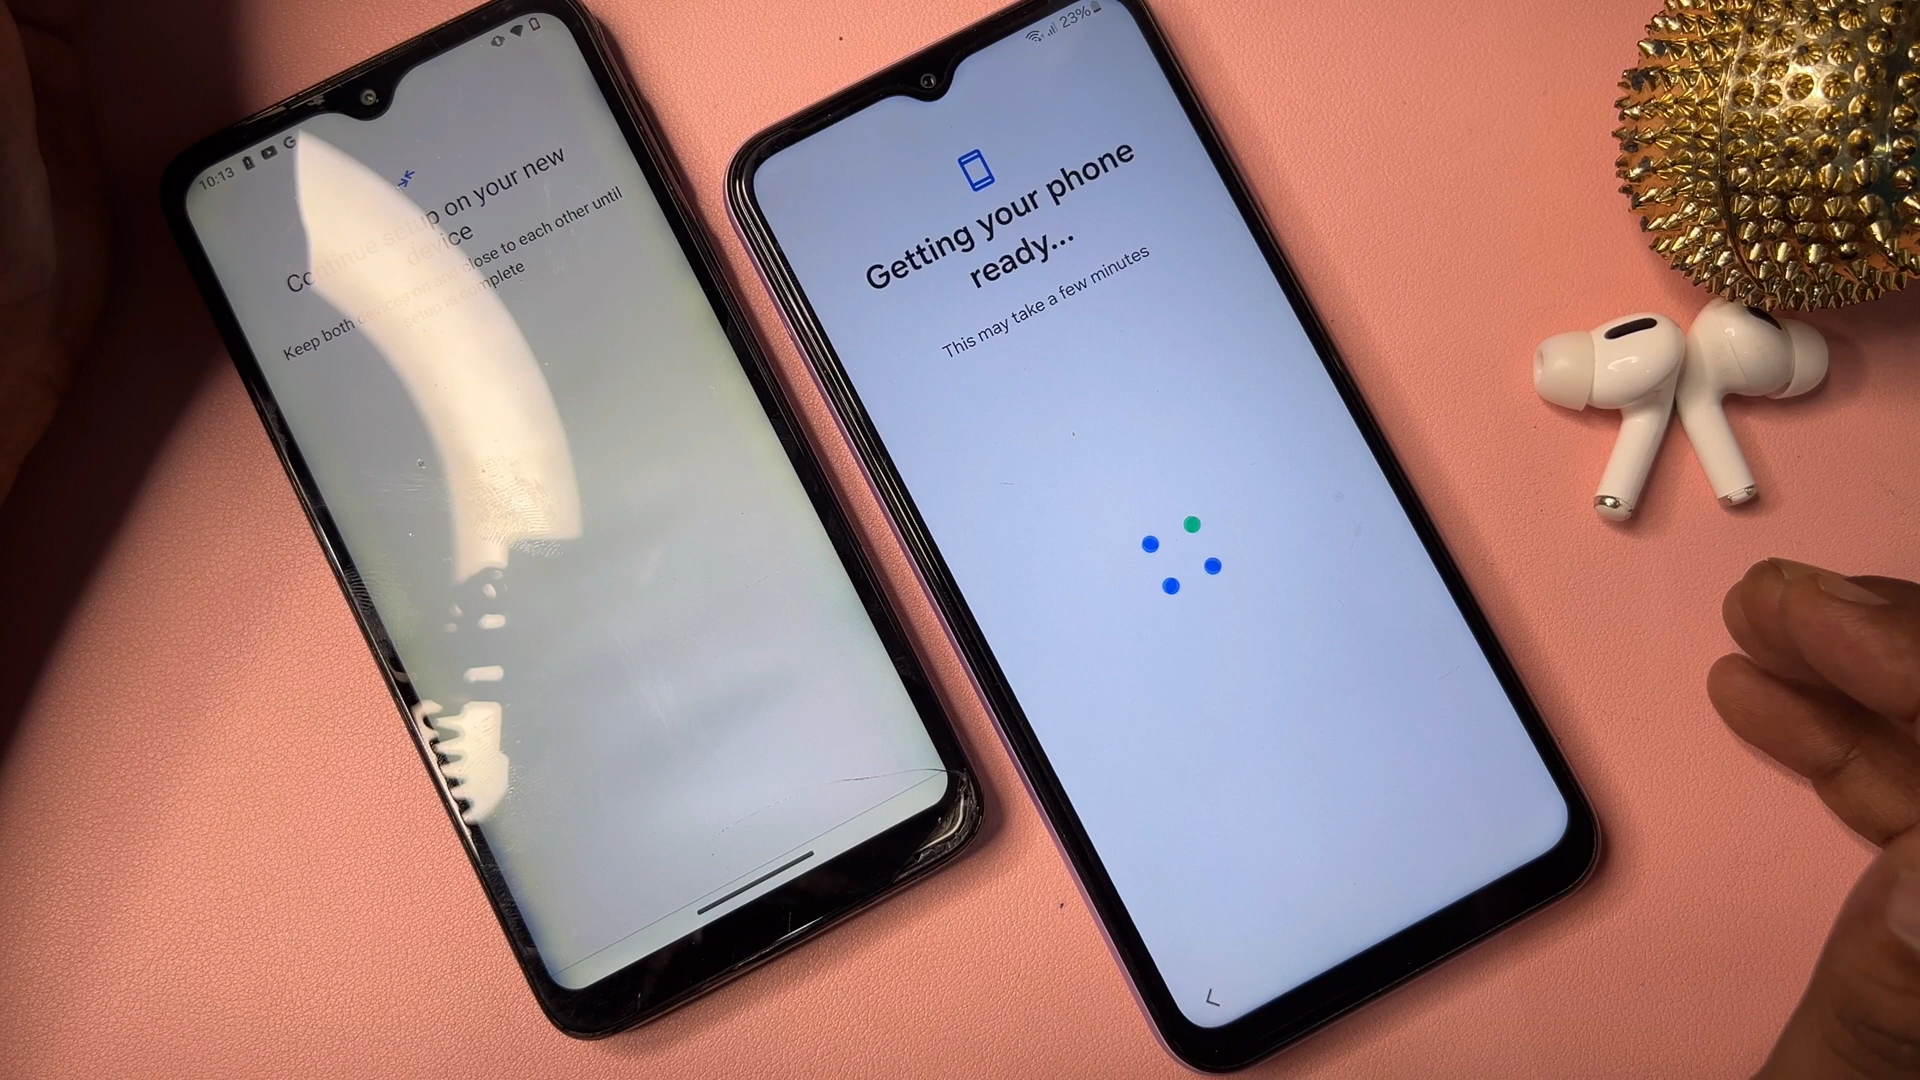 10:13
Continue setup on your new
device
Keep both devices on and close to each other until
setup is complete
23%
Getting your phone
ready...
This may take a few minutes